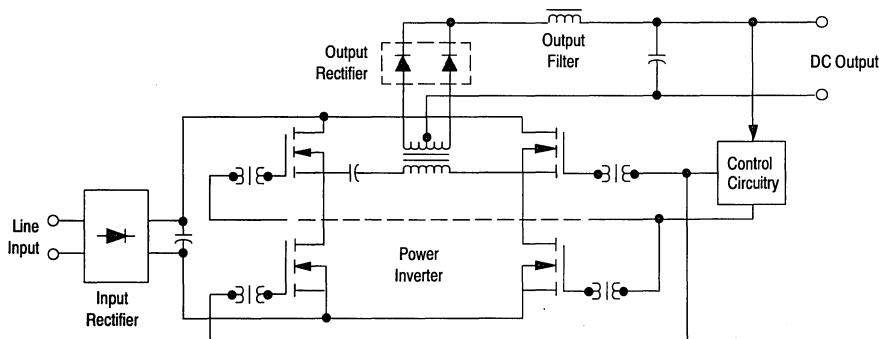 Output
Rectifier
Output
Filter
DC Output
Control
Circuitry
Line
Input
Power
Inverter
Input
Rectifier